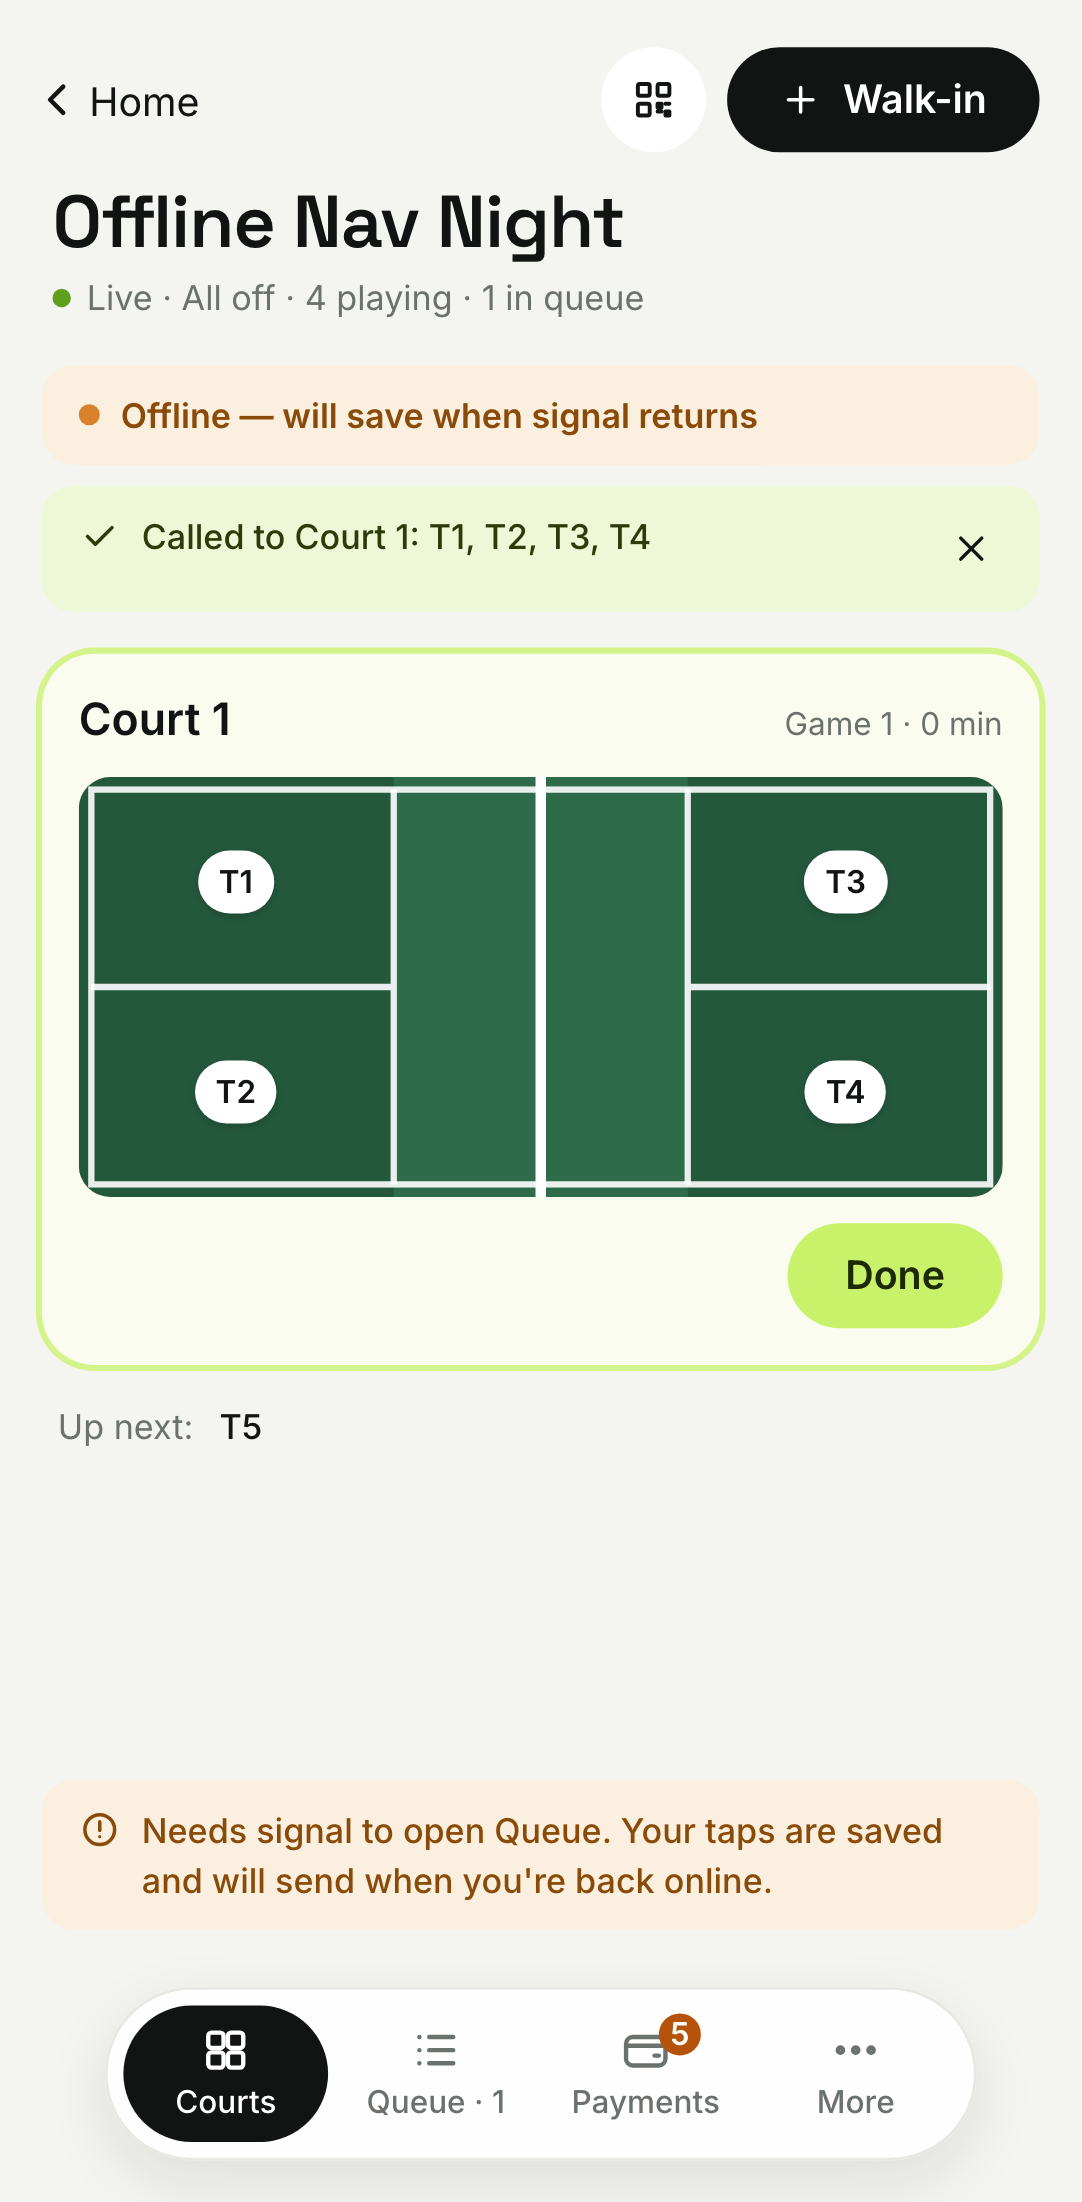 Home
Walk-in
Offline Nav Night
Live · All off · 4 playing · 1 in queue
Offline — will save when signal returns
Called to Court 1: T1, T2, T3, T4
Court 1
Game 1 · 0 min
T1
T3
T2
T4
Done
Up next: T5
Needs signal to open Queue. Your taps are saved
and will send when you're back online.
5
Courts
Queue · 1
Payments
More